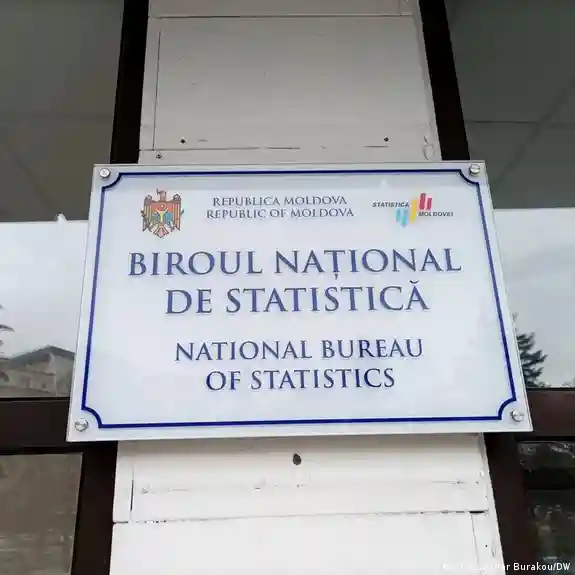 REPUBLICA MOLDOVA
REPUBLIC OF MOLDOVA
STATISTICA
MOLDOVEI
BIROUL NAȚIONAL
DE STATISTICĂ
NATIONAL BUREAU
OF STATISTICS
Burakou/DW